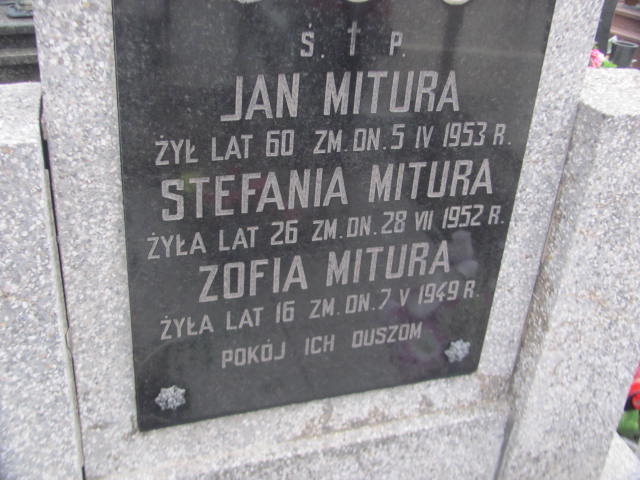 Ś. † P.
JAN MITURA
ŻYŁ LAT 60 ZM. DN. 5 IV 1953 R.
STEFANIA MITURA
ŻYŁA LAT 26 ZM. DN. 28 VII 1952 R.
ZOFIA MITURA
ŻYŁA LAT 16 ZM. DN. 7 V 1949 R.
POKÓJ ICH DUSZOM